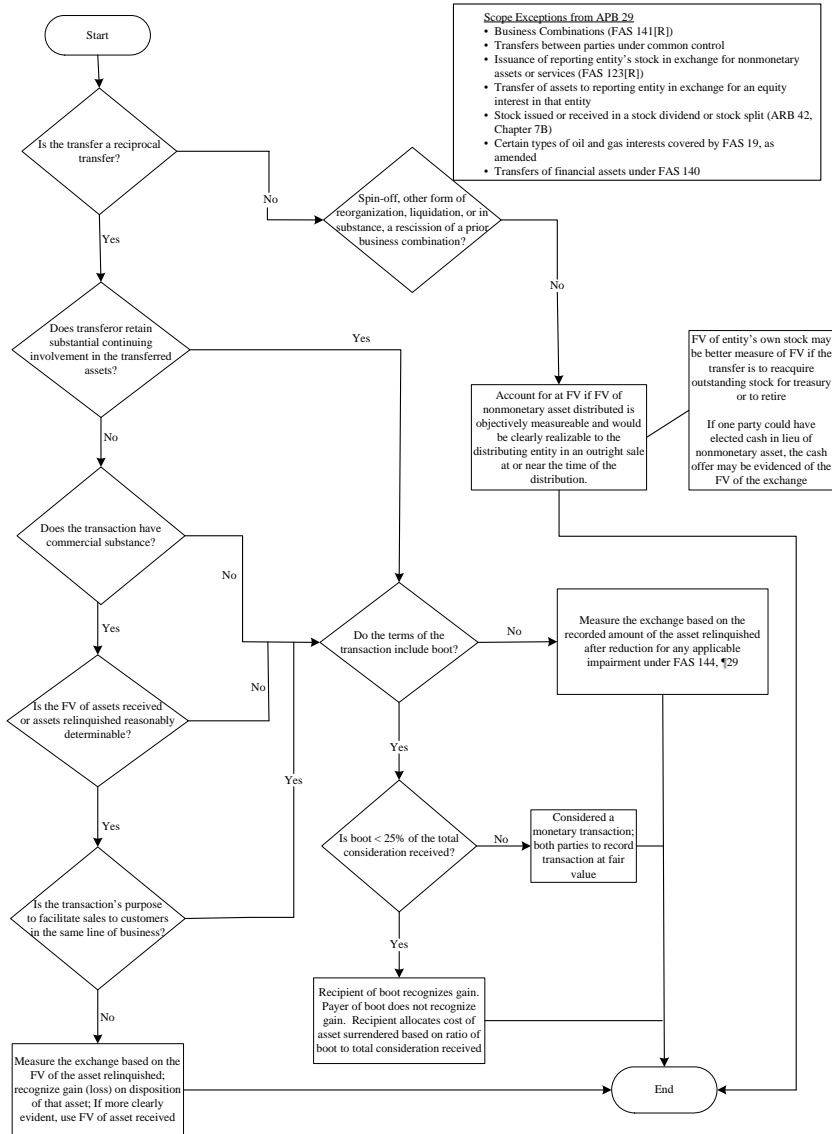 Start
Scope Exceptions from APB 29
• Business Combinations (FAS 141[R])
• Transfers between parties under common control
• Issuance of reporting entity's stock in exchange for nonmonetary
assets or services (FAS 123[R])
• Transfer of assets to reporting entity in exchange for an equity
interest in that entity
• Stock issued or received in a stock dividend or stock split (ARB 42,
Chapter 7B)
• Certain types of oil and gas interests covered by FAS 19, as
amended
• Transfers of financial assets under FAS 140
Is the transfer a reciprocal
transfer?
No
Spin-off, other form of
reorganization, liquidation, or in
substance, a rescission of a prior
business combination?
Yes
No
Does transferor retain
substantial continuing
involvement in the transferred
assets?
Yes
Account for at FV if FV of
nonmonetary asset distributed is
objectively measureable and would
be clearly realizable to the
distributing entity in an outright sale
at or near the time of the
distribution.
FV of entity's own stock may
be better measure of FV if the
transfer is to reacquire
outstanding stock for treasury
or to retire
If one party could have
elected cash in lieu of
nonmonetary asset, the cash
offer may be evidenced of the
FV of the exchange
No
Does the transaction have
commercial substance?
No
Yes
Do the terms of the
transaction include boot?
No
Measure the exchange based on the
recorded amount of the asset relinquished
after reduction for any applicable
impairment under FAS 144, ¶29
Is the FV of assets received
or assets relinquished reasonably
determinable?
No
Yes
Yes
Yes
Is boot < 25% of the total
consideration received?
No
Considered a
monetary transaction;
both parties to record
transaction at fair
value
Is the transaction's purpose
to facilitate sales to customers
in the same line of business?
Yes
No
Recipient of boot recognizes gain.
Payer of boot does not recognize
gain. Recipient allocates cost of
asset surrendered based on ratio of
boot to total consideration received
Measure the exchange based on the
FV of the asset relinquished;
recognize gain (loss) on disposition
of that asset; If more clearly
evident, use FV of asset received
End